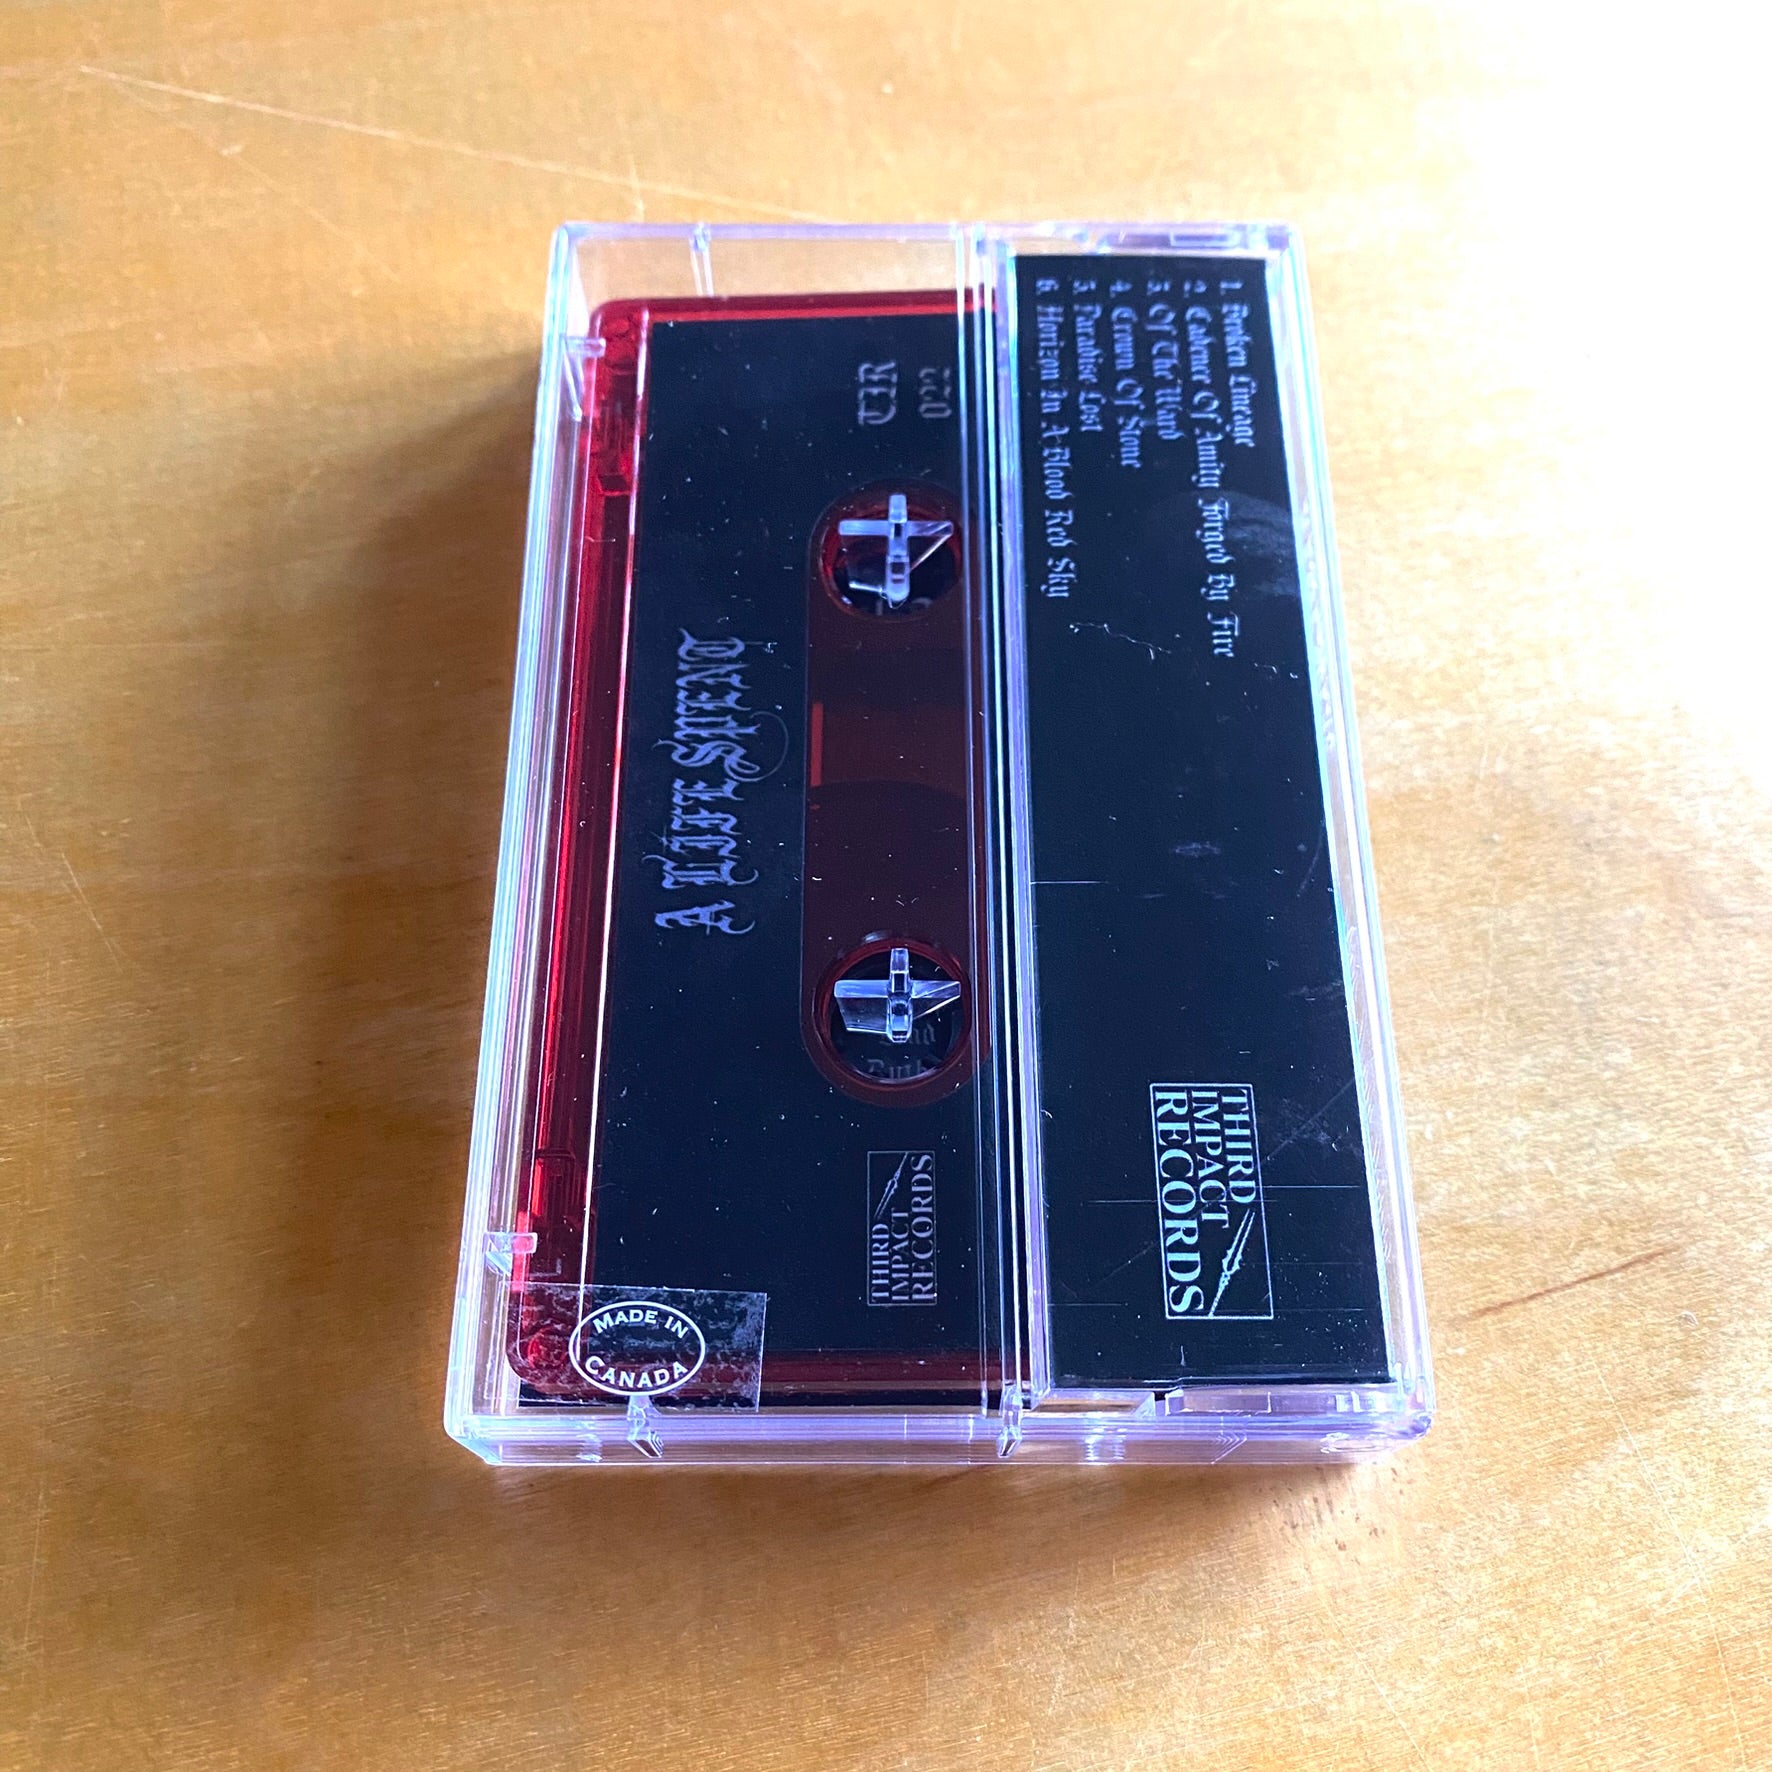 1. Broken Lineage
2. Cadence Of Amity Forged By Fire
3. Of The Ward
4. Crown Of Stone
5. Paradise Lost
6. Horizon In A Blood Red Sky
THIRD
IMPACT
RECORDS
A LIFE SPENT
TIR
022
THIRD
IMPACT
RECORDS
MADE IN
CANADA